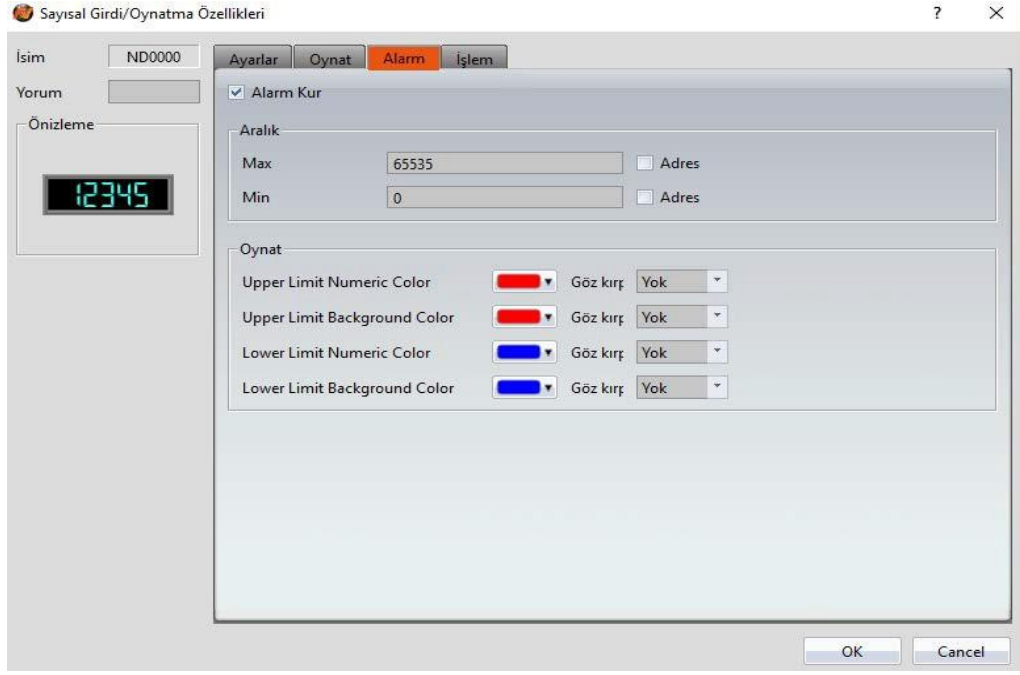 Sayısal Girdi/Oynatma Özellikleri ?
İsim ND0000
Yorum
Önizleme
12345
Ayarlar Oynat Alarm İşlem
Alarm Kur
Aralık
Max 65535 Adres
Min 0 Adres
Oynat
Upper Limit Numeric Color Göz kırp Yok
Upper Limit Background Color Göz kırp Yok
Lower Limit Numeric Color Göz kırp Yok
Lower Limit Background Color Göz kırp Yok
OK Cancel